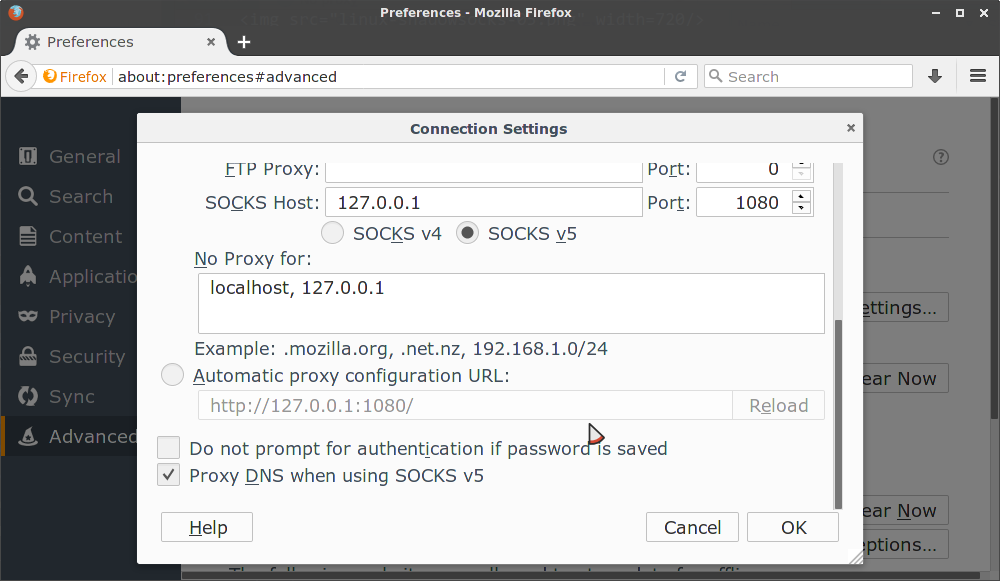 Preferences - Mozilla Firefox
Preferences
Firefox about:preferences#advanced Search
Connection Settings
General
Search
Content
Applicatio
Privacy
Security
Sync
Advanced
FTP Proxy: Port: 0
SOCKS Host: 127.0.0.1 Port: 1080
SOCKS v4 SOCKS v5
No Proxy for:
localhost, 127.0.0.1
Example: .mozilla.org, .net.nz, 192.168.1.0/24
Automatic proxy configuration URL:
http://127.0.0.1:1080/ Reload
Do not prompt for authentication if password is saved
Proxy DNS when using SOCKS v5
Help Cancel OK
ettings...
ear Now
ear Now
ptions...